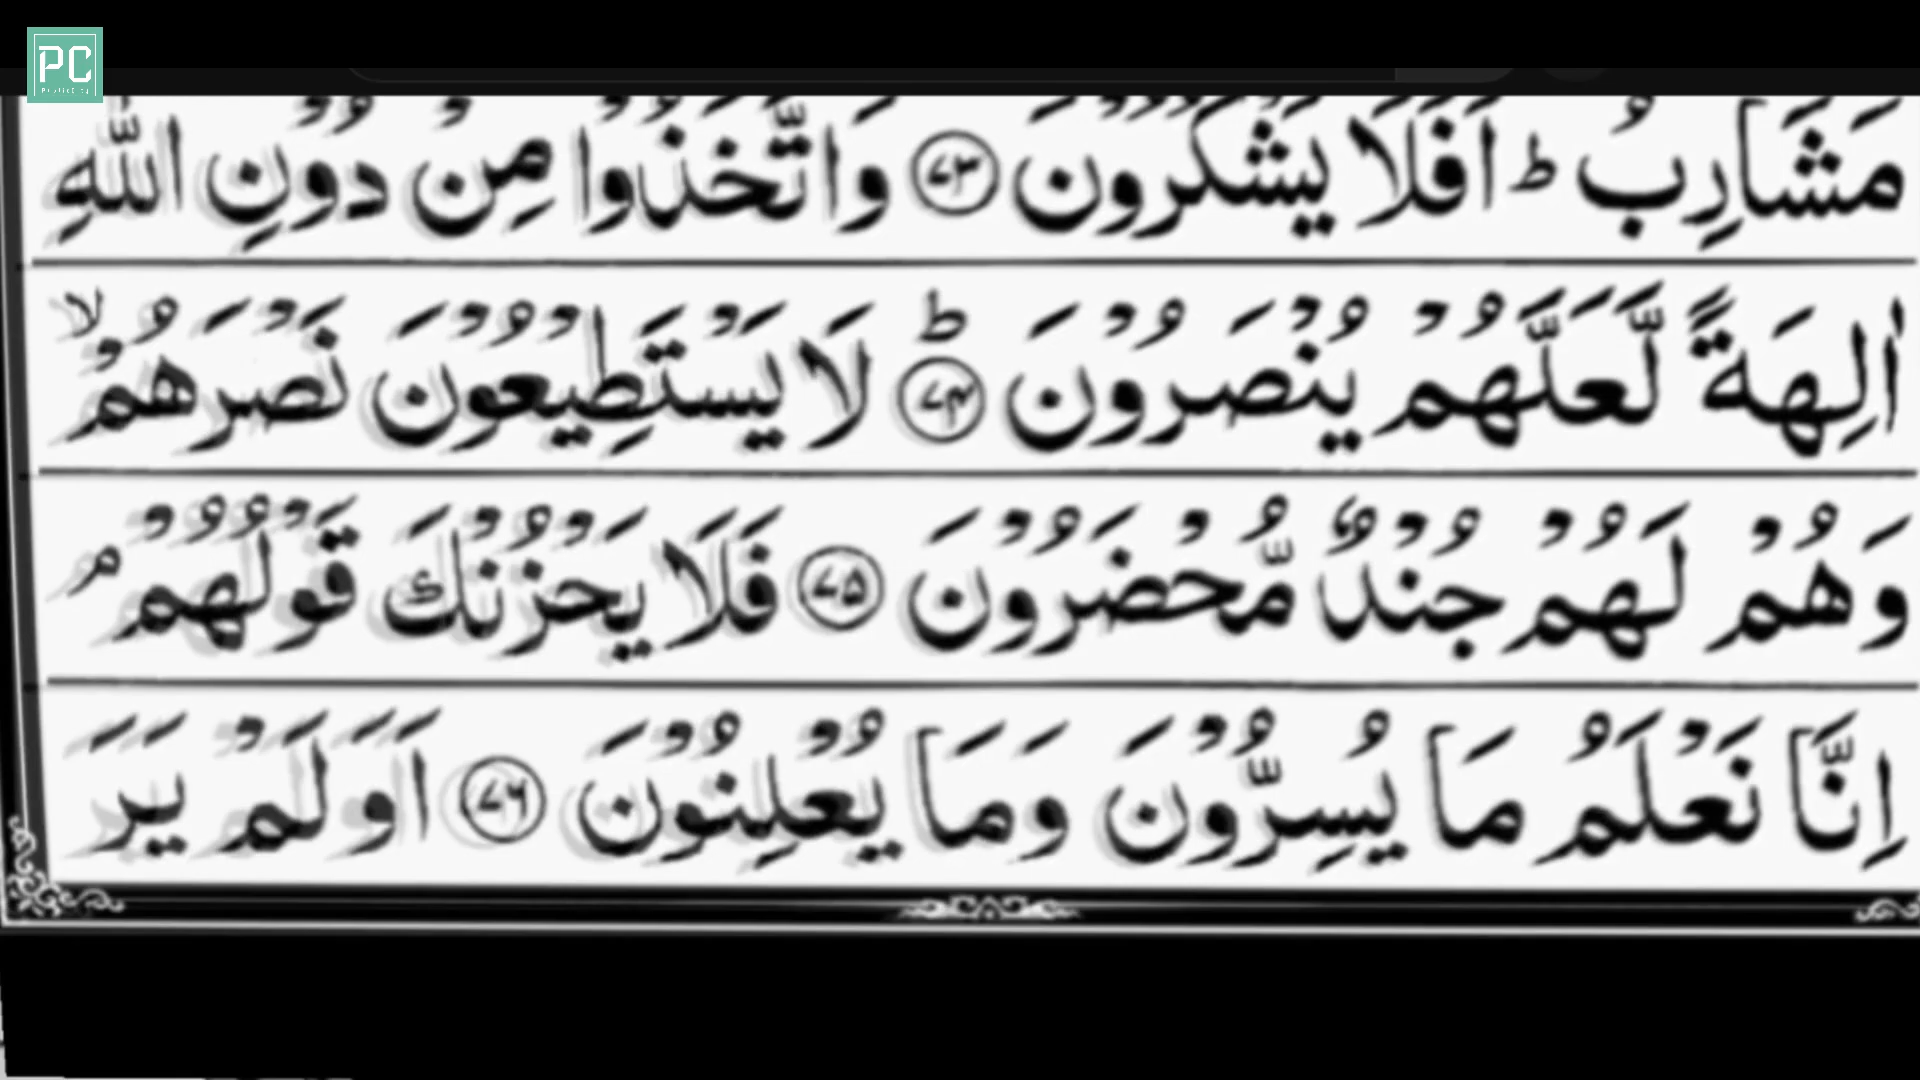 PC
مَشَارِبُ ؕ اَفَلَا يَشْكُرُوْنَ ﴿۷۳﴾ وَاتَّخَذُوْا مِنْ دُوْنِ اللّٰهِ
اٰلِهَةً لَّعَلَّهُمْ يُنْصَرُوْنَ ؕ﴿۷۴﴾ لَا يَسْتَطِيْعُوْنَ نَصْرَهُمْ ۙ
وَهُمْ لَهُمْ جُنْدٌ مُّحْضَرُوْنَ ﴿۷۵﴾ فَلَا يَحْزُنْكَ قَوْلُهُمْ ۘ
اِنَّا نَعْلَمُ مَا يُسِرُّوْنَ وَمَا يُعْلِنُوْنَ ﴿۷۶﴾ اَوَلَمْ يَرَ